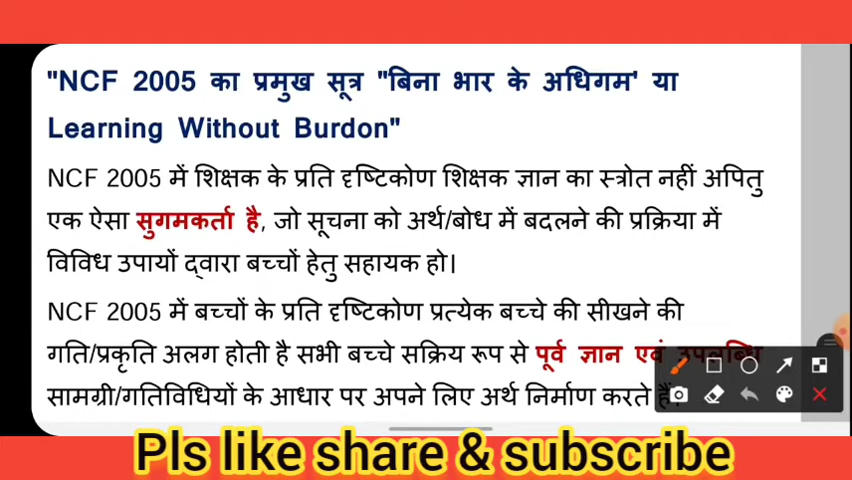 "NCF 2005 का प्रमुख सूत्र "बिना भार के अधिगम' या
Learning Without Burdon"
NCF 2005 में शिक्षक के प्रति दृष्टिकोण शिक्षक ज्ञान का स्त्रोत नहीं अपितु
एक ऐसा सुगमकर्ता है, जो सूचना को अर्थ/बोध में बदलने की प्रक्रिया में
विविध उपायों द्वारा बच्चों हेतु सहायक हो।
NCF 2005 में बच्चों के प्रति दृष्टिकोण प्रत्येक बच्चे की सीखने की
गति/प्रकृति अलग होती है सभी बच्चे सक्रिय रूप से पूर्व ज्ञान एवं उपलब्धि
सामग्री/गतिविधियों के आधार पर अपने लिए अर्थ निर्माण करते हैं।
Pls like share & subscribe